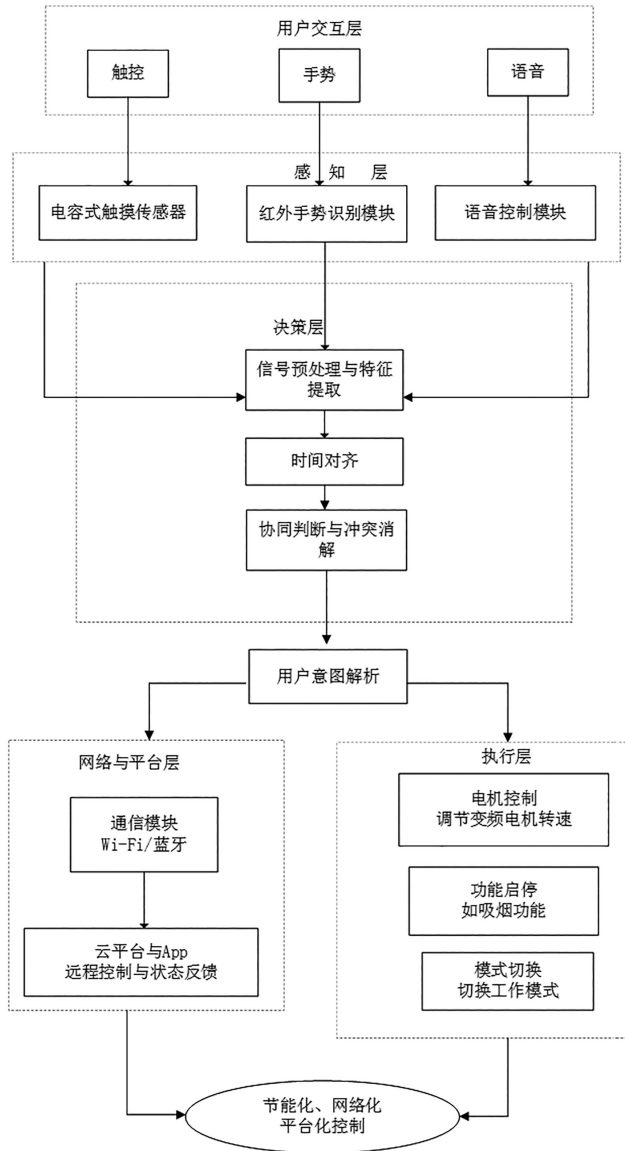 用户交互层
触控
手势
语音
感 知 层
电容式触摸传感器
红外手势识别模块
语音控制模块
决策层
信号预处理与特征
提取
时间对齐
协同判断与冲突消
解
用户意图解析
网络与平台层
通信模块
Wi-Fi/蓝牙
云平台与App
远程控制与状态反馈
执行层
电机控制
调节变频电机转速
功能启停
如吸烟功能
模式切换
切换工作模式
节能化、网络化
平台化控制